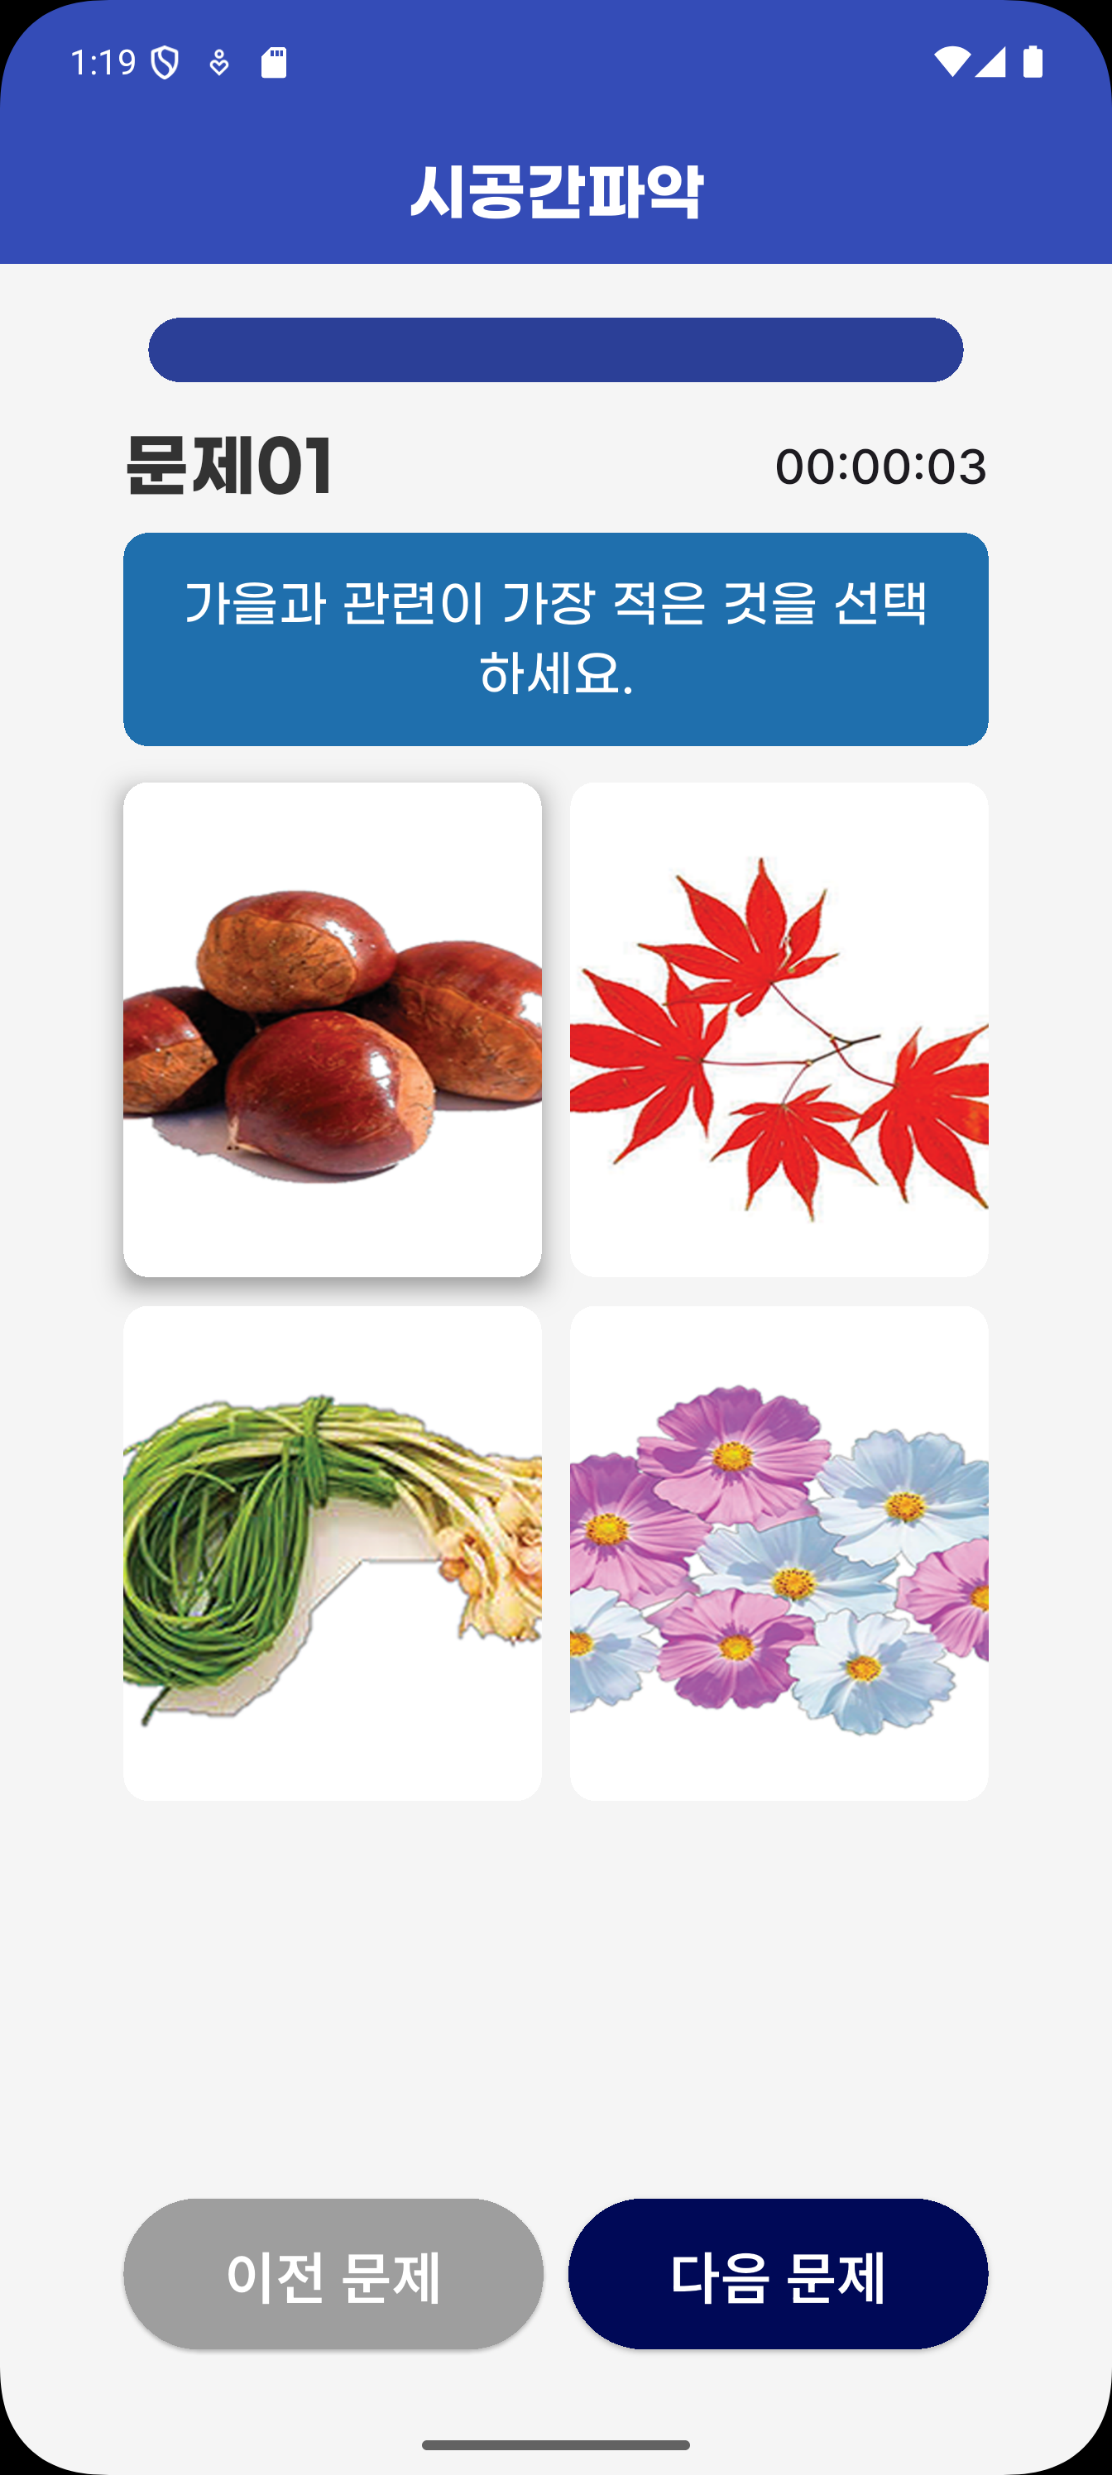 1:19
시공간파악
문제01
00:00:03
가을과 관련이 가장 적은 것을 선택
하세요.
이전 문제
다음 문제